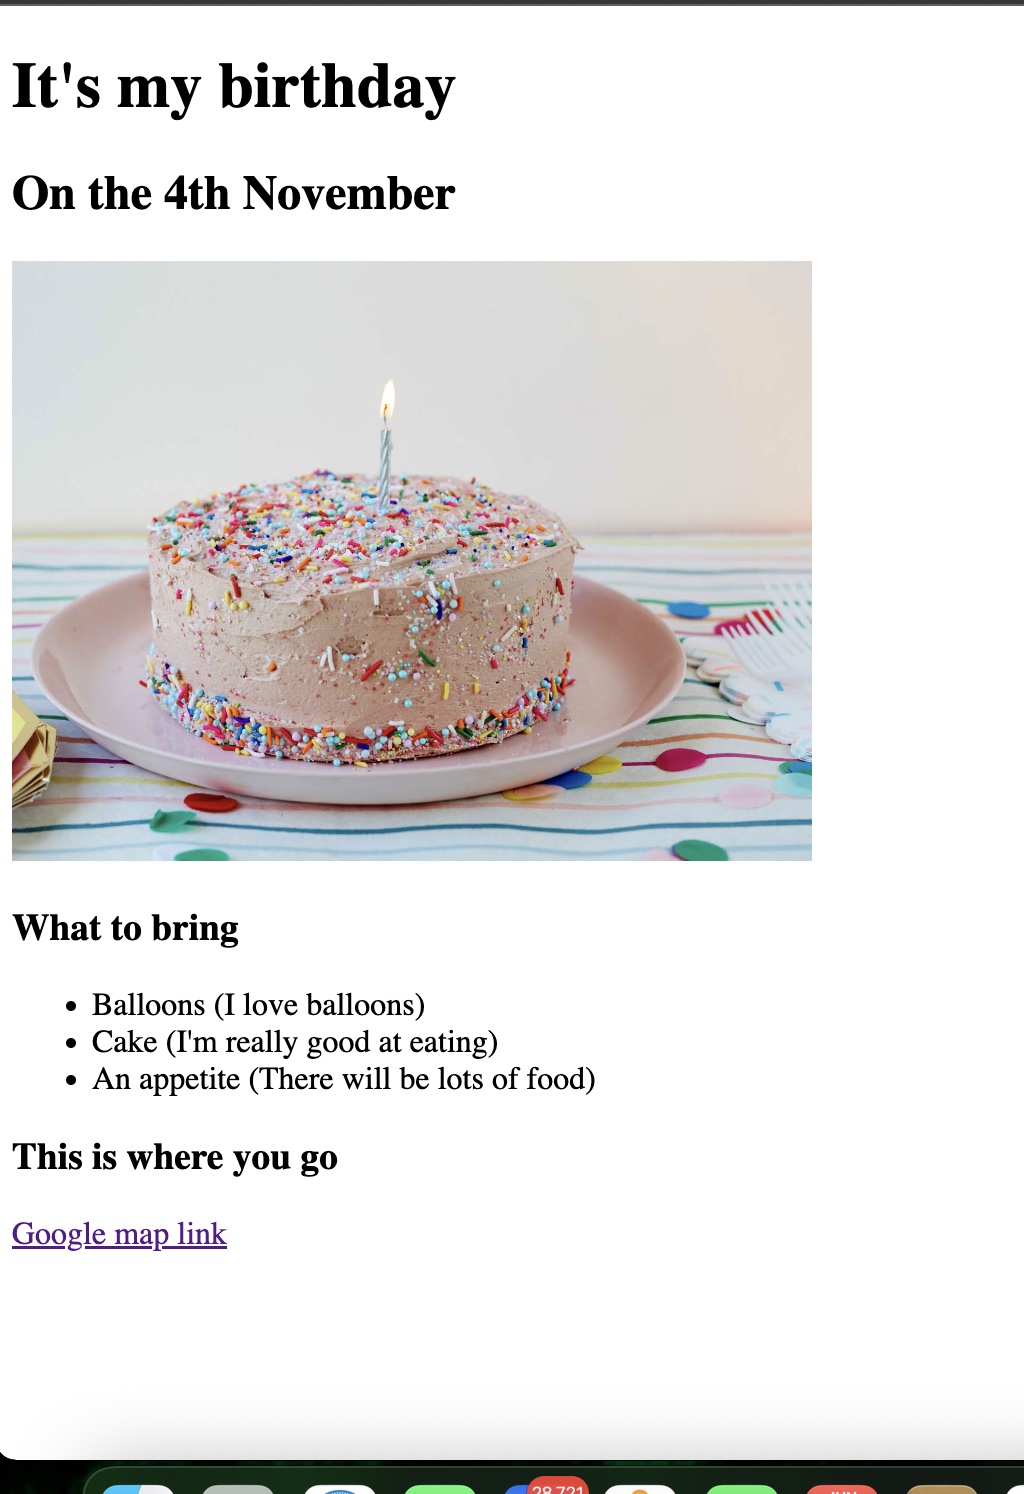 It's my birthday
On the 4th November
What to bring
Balloons (I love balloons)
Cake (I'm really good at eating)
An appetite (There will be lots of food)
This is where you go
Google map link
28,721
JUN